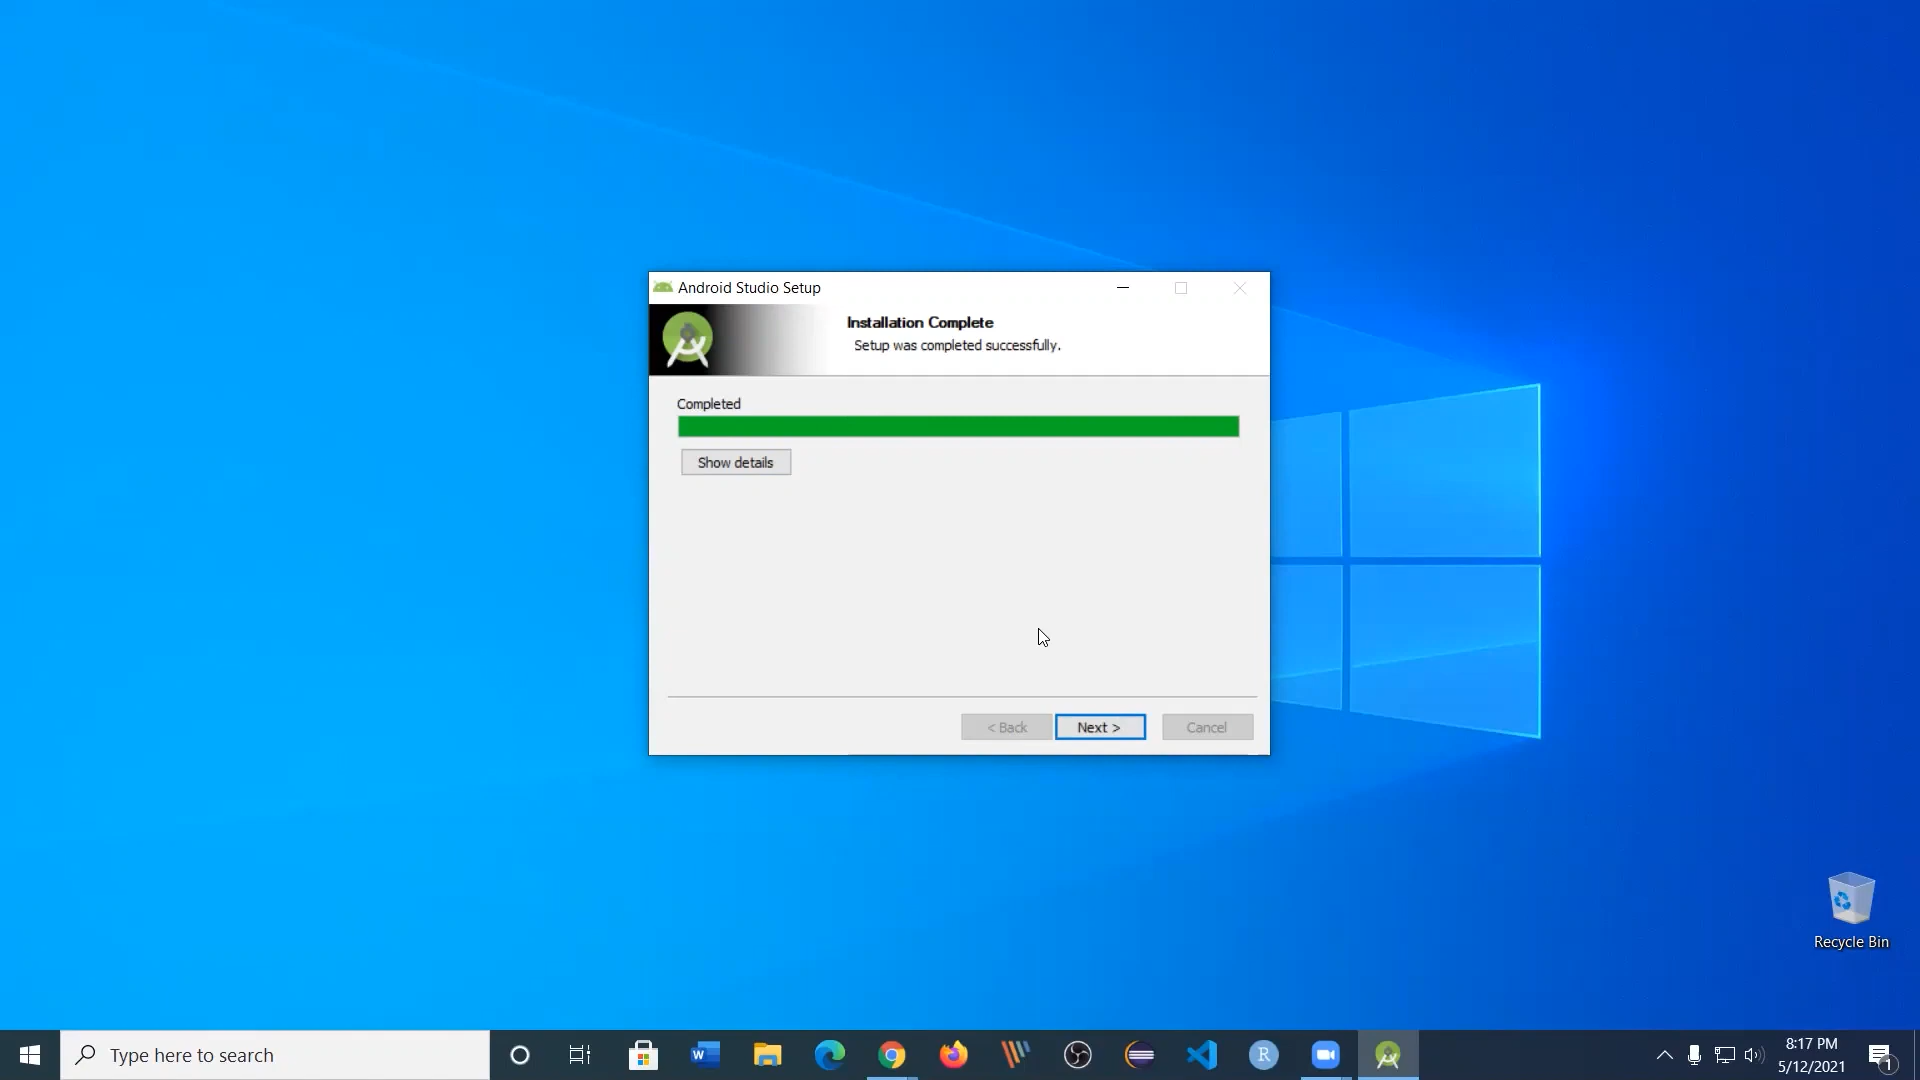 Android Studio Setup
Installation Complete
Setup was completed successfully.
Completed
Show details
< Back
Next >
Cancel
Recycle Bin
Type here to search
W
R
8:17 PM
5/12/2021
1